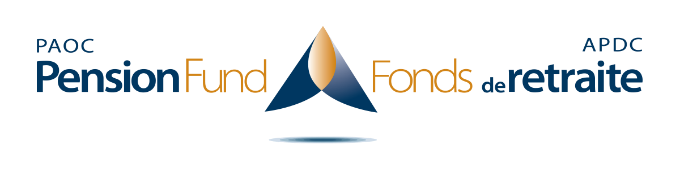 PAOC
Pension Fund
APDC
Fonds de retraite